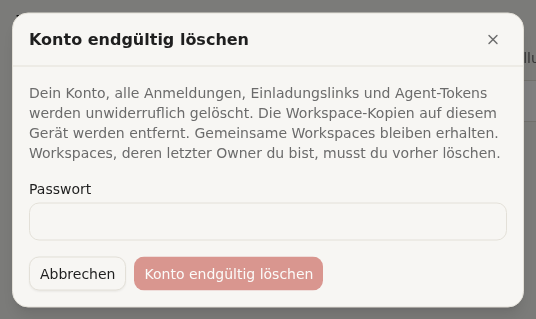 Konto endgültig löschen
Dein Konto, alle Anmeldungen, Einladungslinks und Agent-Tokens
werden unwiderruflich gelöscht. Die Workspace-Kopien auf diesem
Gerät werden entfernt. Gemeinsame Workspaces bleiben erhalten.
Workspaces, deren letzter Owner du bist, musst du vorher löschen.
Passwort
Abbrechen
Konto endgültig löschen